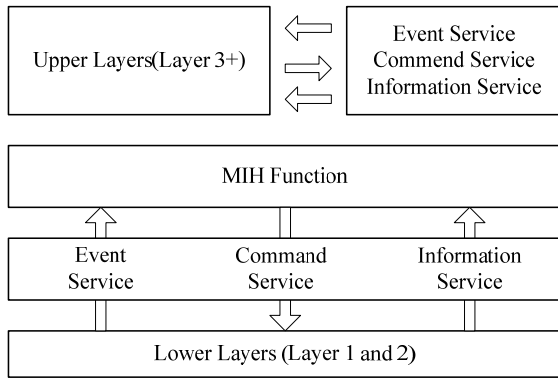 Upper Layers(Layer 3+)
Event Service
Commend Service
Information Service
MIH Function
Event
Service
Command
Service
Information
Service
Lower Layers (Layer 1 and 2)